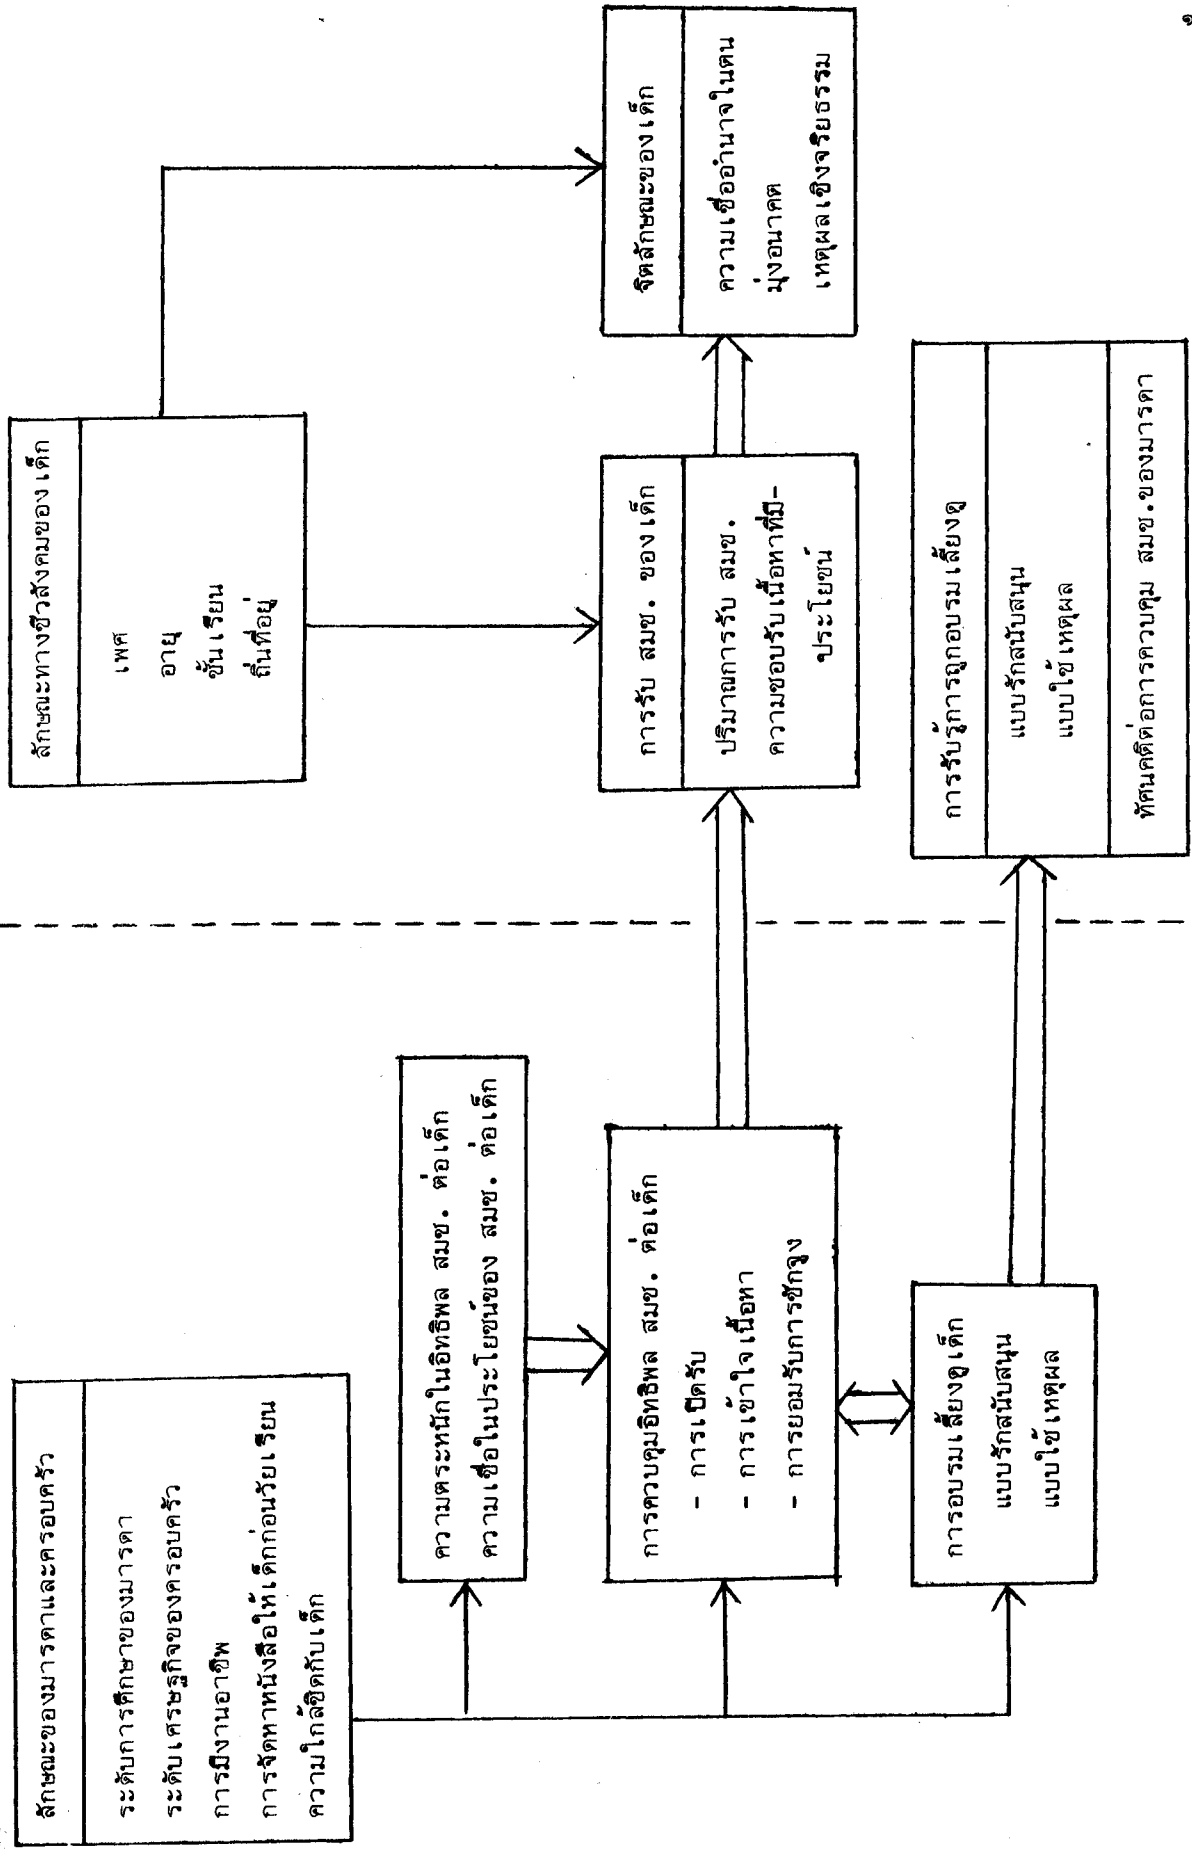 ลักษณะของมารดาและครอบครัว
ระดับการศึกษาของมารดา
ระดับเศรษฐกิจของครอบครัว
การมีงานอาชีพ
การจัดหาหนังสือให้เด็กก่อนวัยเรียน
ความใกล้ชิดกับเด็ก
ความตระหนักในอิทธิพล สมช. ต่อเด็ก
ความเชื่อในประโยชน์ของ สมช. ต่อเด็ก
การควบคุมอิทธิพล สมช. ต่อเด็ก
- การเปิดรับ
- การเข้าใจเนื้อหา
- การยอมรับการชักจูง
การอบรมเลี้ยงดูเด็ก
แบบรักสนับสนุน
แบบใช้เหตุผล
ลักษณะทางชีวสังคมของเด็ก
เพศ
อายุ
ชั้นเรียน
ถิ่นที่อยู่
การรับ สมช. ของเด็ก
ปริมาณการรับ สมช.
ความชอบรับเนื้อหาที่มี-
ประโยชน์
จิตลักษณะของเด็ก
ความเชื่ออำนาจในตน
มุ่งอนาคต
เหตุผลเชิงจริยธรรม
การรับรู้การถูกอบรมเลี้ยงดู
แบบรักสนับสนุน
แบบใช้เหตุผล
ทัศนคติต่อการควบคุม สมช.ของมารดา